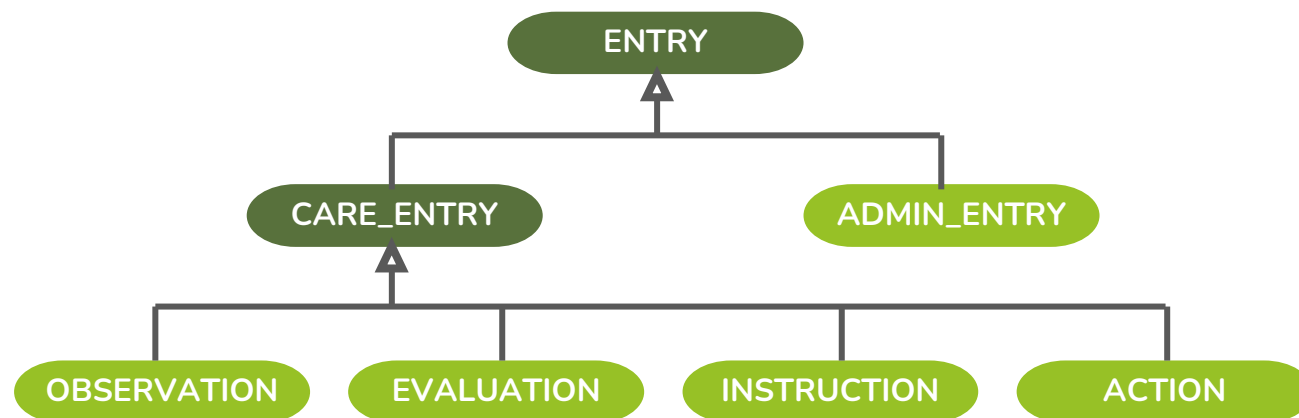 ENTRY
CARE_ENTRY
ADMIN_ENTRY
OBSERVATION
EVALUATION
INSTRUCTION
ACTION